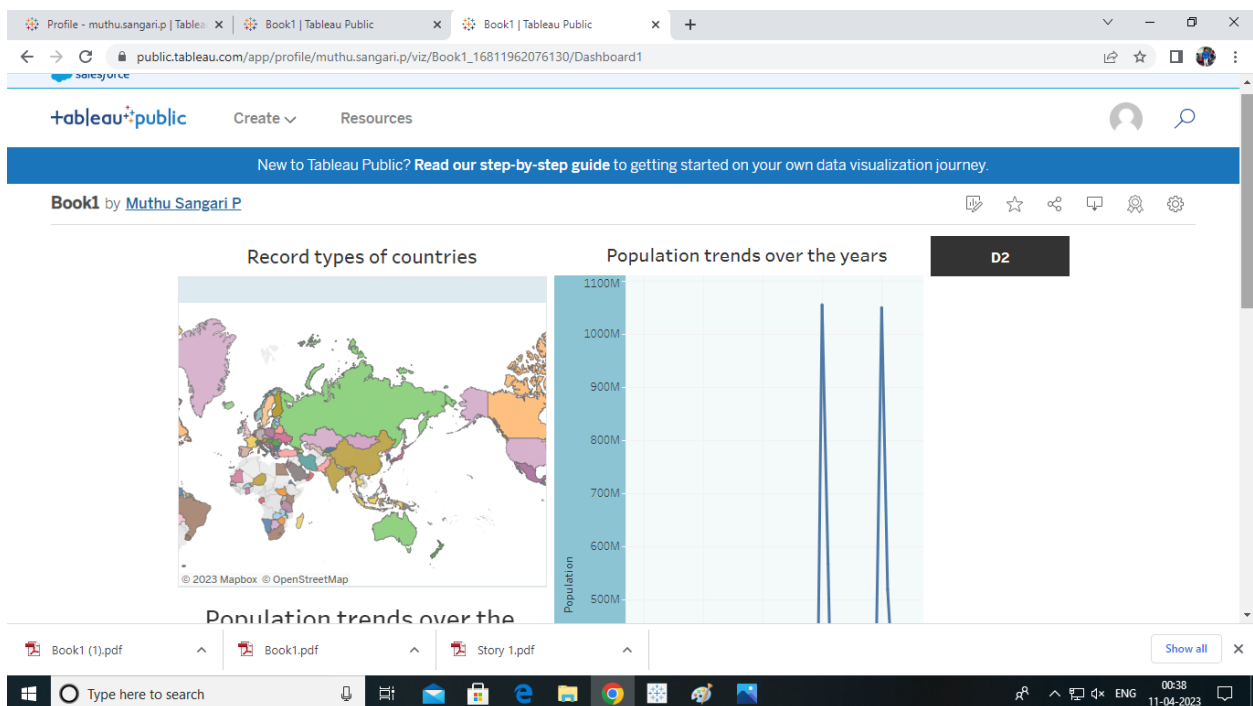 Profile - muthu.sangari.p | Tablea
Book1 | Tableau Public
Book1 | Tableau Public
public.tableau.com/app/profile/muthu.sangari.p/viz/Book1_16811962076130/Dashboard1
salesforce
+ableau public
Create
Resources
New to Tableau Public? Read our step-by-step guide to getting started on your own data visualization journey.
Book1 by Muthu Sangari P
Record types of countries
Population trends over the years
D2
1100M
1000M
900M
800M
700M
600M
500M
Population
© 2023 Mapbox © OpenStreetMap
Population trends over the
Book1 (1).pdf
Book1.pdf
Story 1.pdf
Show all
Type here to search
ENG
00:38
11-04-2023